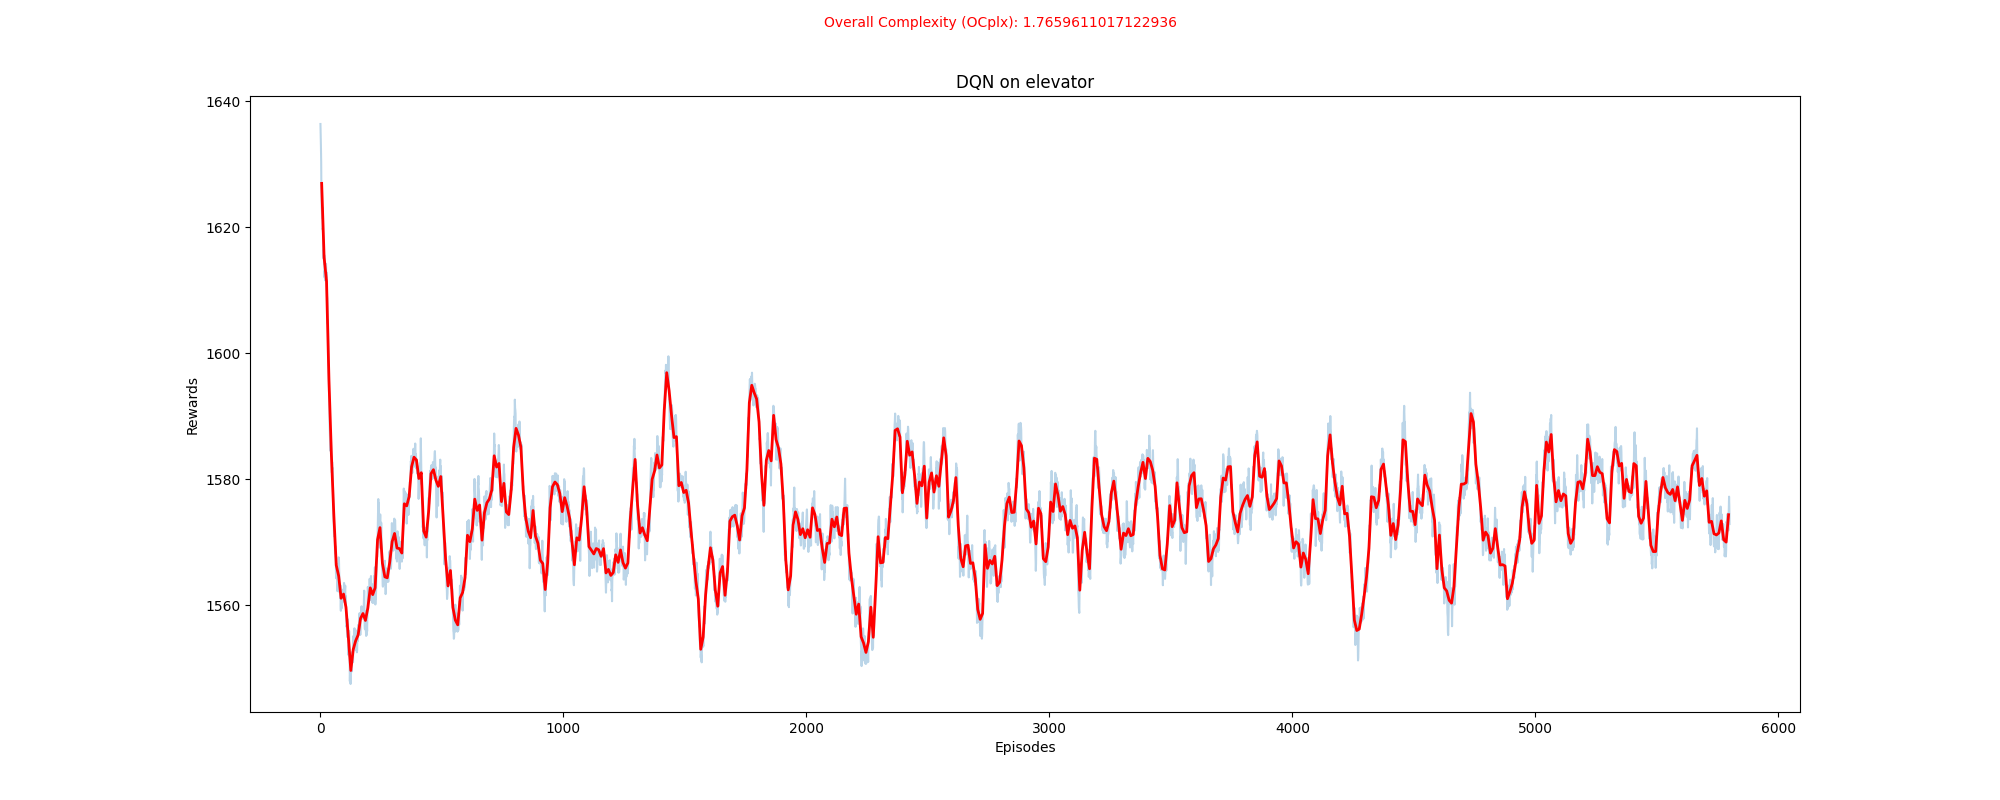 Overall Complexity (OCplx): 1.7659611017122936
DQN on elevator
1640
1620
1600
1580
1560
Rewards
0 1000 2000 3000 4000 5000 6000
Episodes